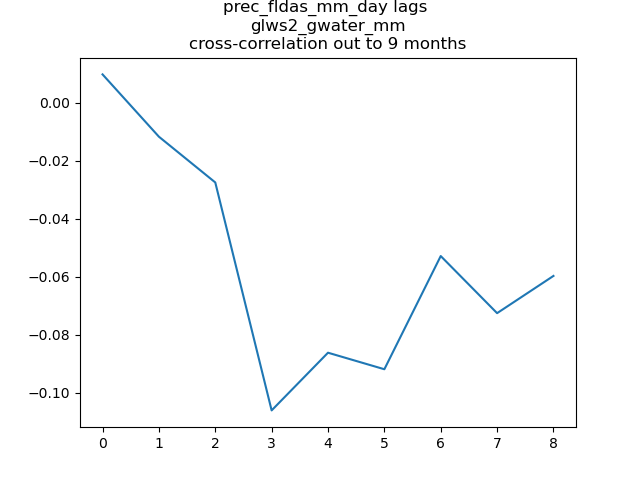 prec_fldas_mm_day lags
glws2_gwater_mm
cross-correlation out to 9 months
0.00
−0.02
−0.04
−0.06
−0.08
−0.10
0 1 2 3 4 5 6 7 8